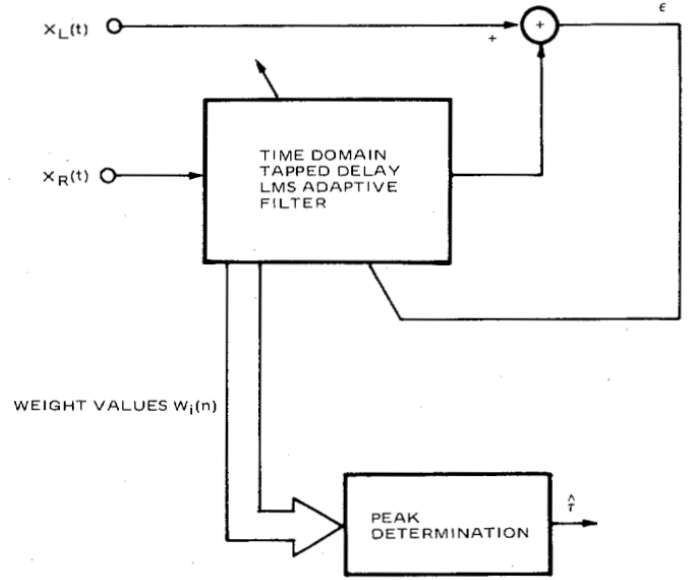 ε
X_L(t)
+
+
TIME DOMAIN
TAPPED DELAY
LMS ADAPTIVE
FILTER
X_R(t)
WEIGHT VALUES W_i(n)
τ̂
PEAK
DETERMINATION